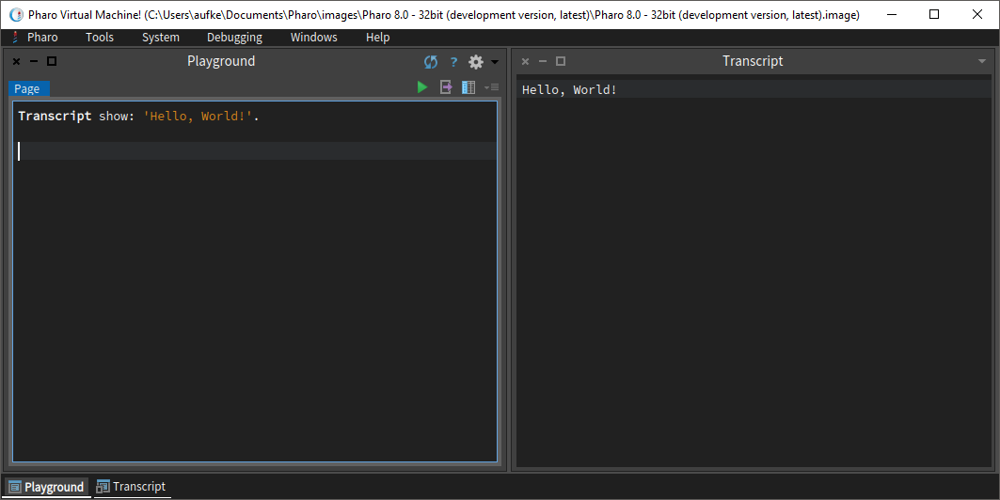 Pharo Virtual Machine! (C:\Users\aufke\Documents\Pharo\images\Pharo 8.0 - 32bit (development version, latest)\Pharo 8.0 - 32bit (development version, latest).image)
Pharo Tools System Debugging Windows Help
Playground ?
Page
Transcript show: 'Hello, World!'.
Transcript
Hello, World!
Playground Transcript